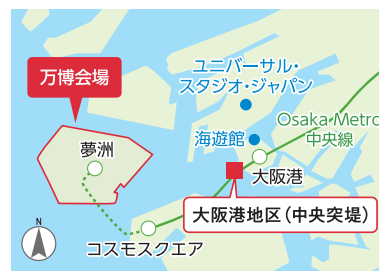 万博会場
ユニバーサル・
スタジオ・ジャパン
Osaka Metro
中央線
海遊館
夢洲
大阪港
大阪港地区(中央突堤)
N
コスモスクエア